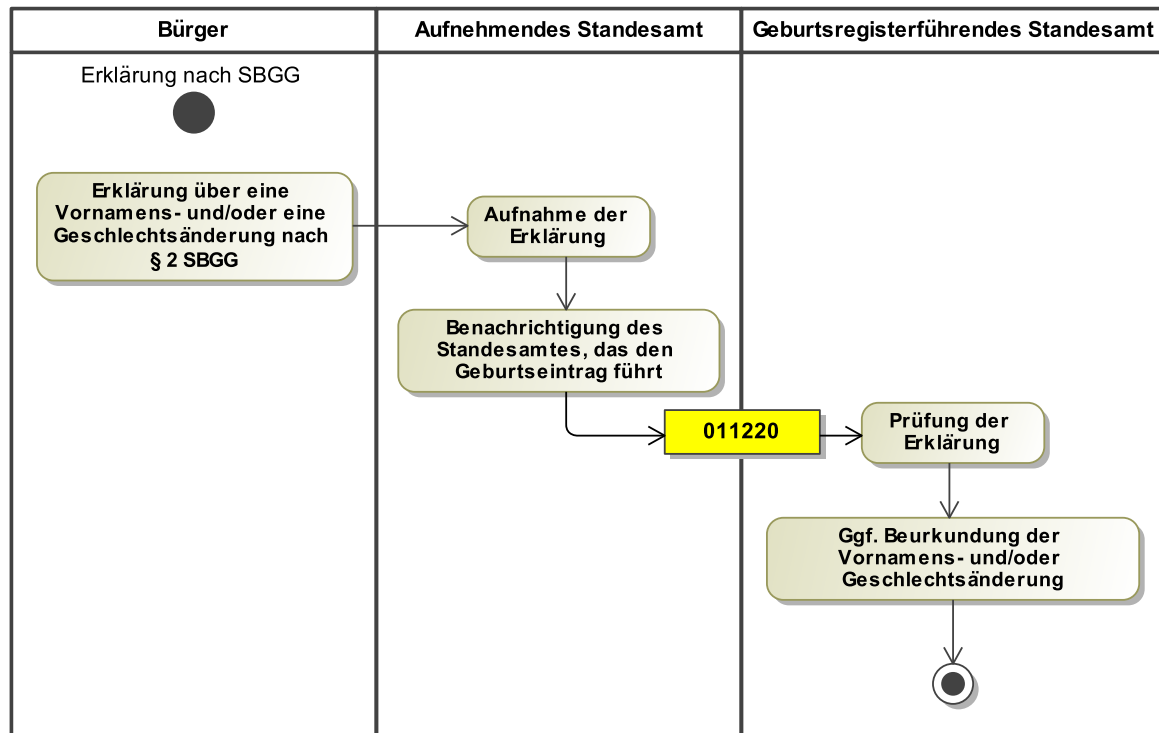 Bürger
Aufnehmendes Standesamt
Geburtsregisterführendes Standesamt
Erklärung nach SBGG
Erklärung über eine
Vornamens- und/oder eine
Geschlechtsänderung nach
§ 2 SBGG
Aufnahme der
Erklärung
Benachrichtigung des
Standesamtes, das den
Geburtseintrag führt
011220
Prüfung der
Erklärung
Ggf. Beurkundung der
Vornamens- und/oder
Geschlechtsänderung